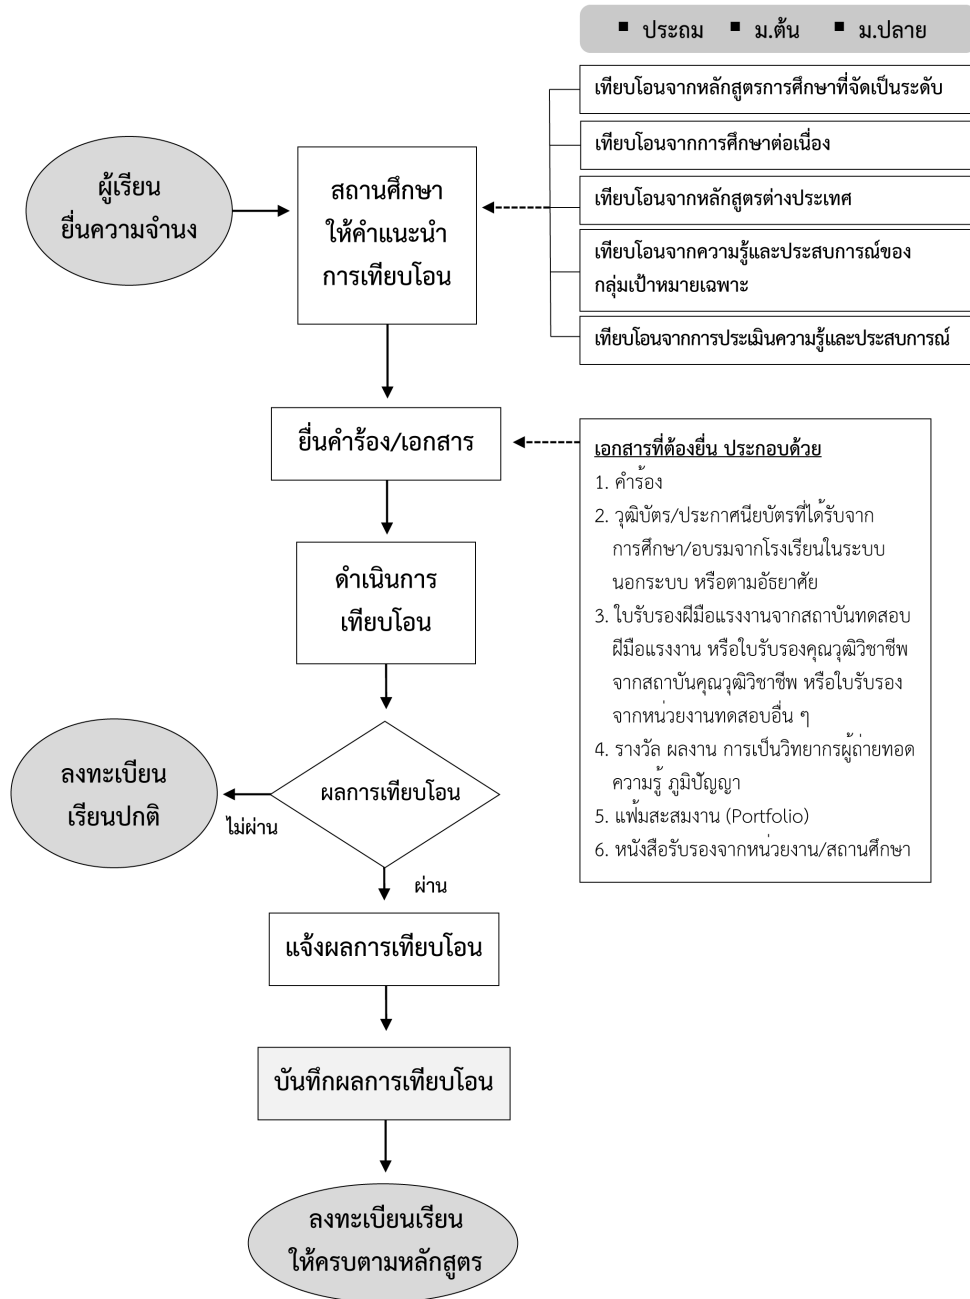 ▪ ประถม ▪ ม.ต้น ▪ ม.ปลาย
เทียบโอนจากหลักสูตรการศึกษาที่จัดเป็นระดับ
เทียบโอนจากการศึกษาต่อเนื่อง
เทียบโอนจากหลักสูตรต่างประเทศ
เทียบโอนจากความรู้และประสบการณ์ของ
กลุ่มเป้าหมายเฉพาะ
เทียบโอนจากการประเมินความรู้และประสบการณ์
ผู้เรียน
ยื่นความจำนง
สถานศึกษา
ให้คำแนะนำ
การเทียบโอน
ยื่นคำร้อง/เอกสาร
เอกสารที่ต้องยื่น ประกอบด้วย
1. คำร้อง
2. วุฒิบัตร/ประกาศนียบัตรที่ได้รับจาก
การศึกษา/อบรมจากโรงเรียนในระบบ
นอกระบบ หรือตามอัธยาศัย
3. ใบรับรองฝีมือแรงงานจากสถาบันทดสอบ
ฝีมือแรงงาน หรือใบรับรองคุณวุฒิวิชาชีพ
จากสถาบันคุณวุฒิวิชาชีพ หรือใบรับรอง
จากหน่วยงานทดสอบอื่น ๆ
4. รางวัล ผลงาน การเป็นวิทยากรผู้ถ่ายทอด
ความรู้ ภูมิปัญญา
5. แฟ้มสะสมงาน (Portfolio)
6. หนังสือรับรองจากหน่วยงาน/สถานศึกษา
ดำเนินการ
เทียบโอน
ผลการเทียบโอน
ลงทะเบียน
เรียนปกติ
ไม่ผ่าน
ผ่าน
แจ้งผลการเทียบโอน
บันทึกผลการเทียบโอน
ลงทะเบียนเรียน
ให้ครบตามหลักสูตร